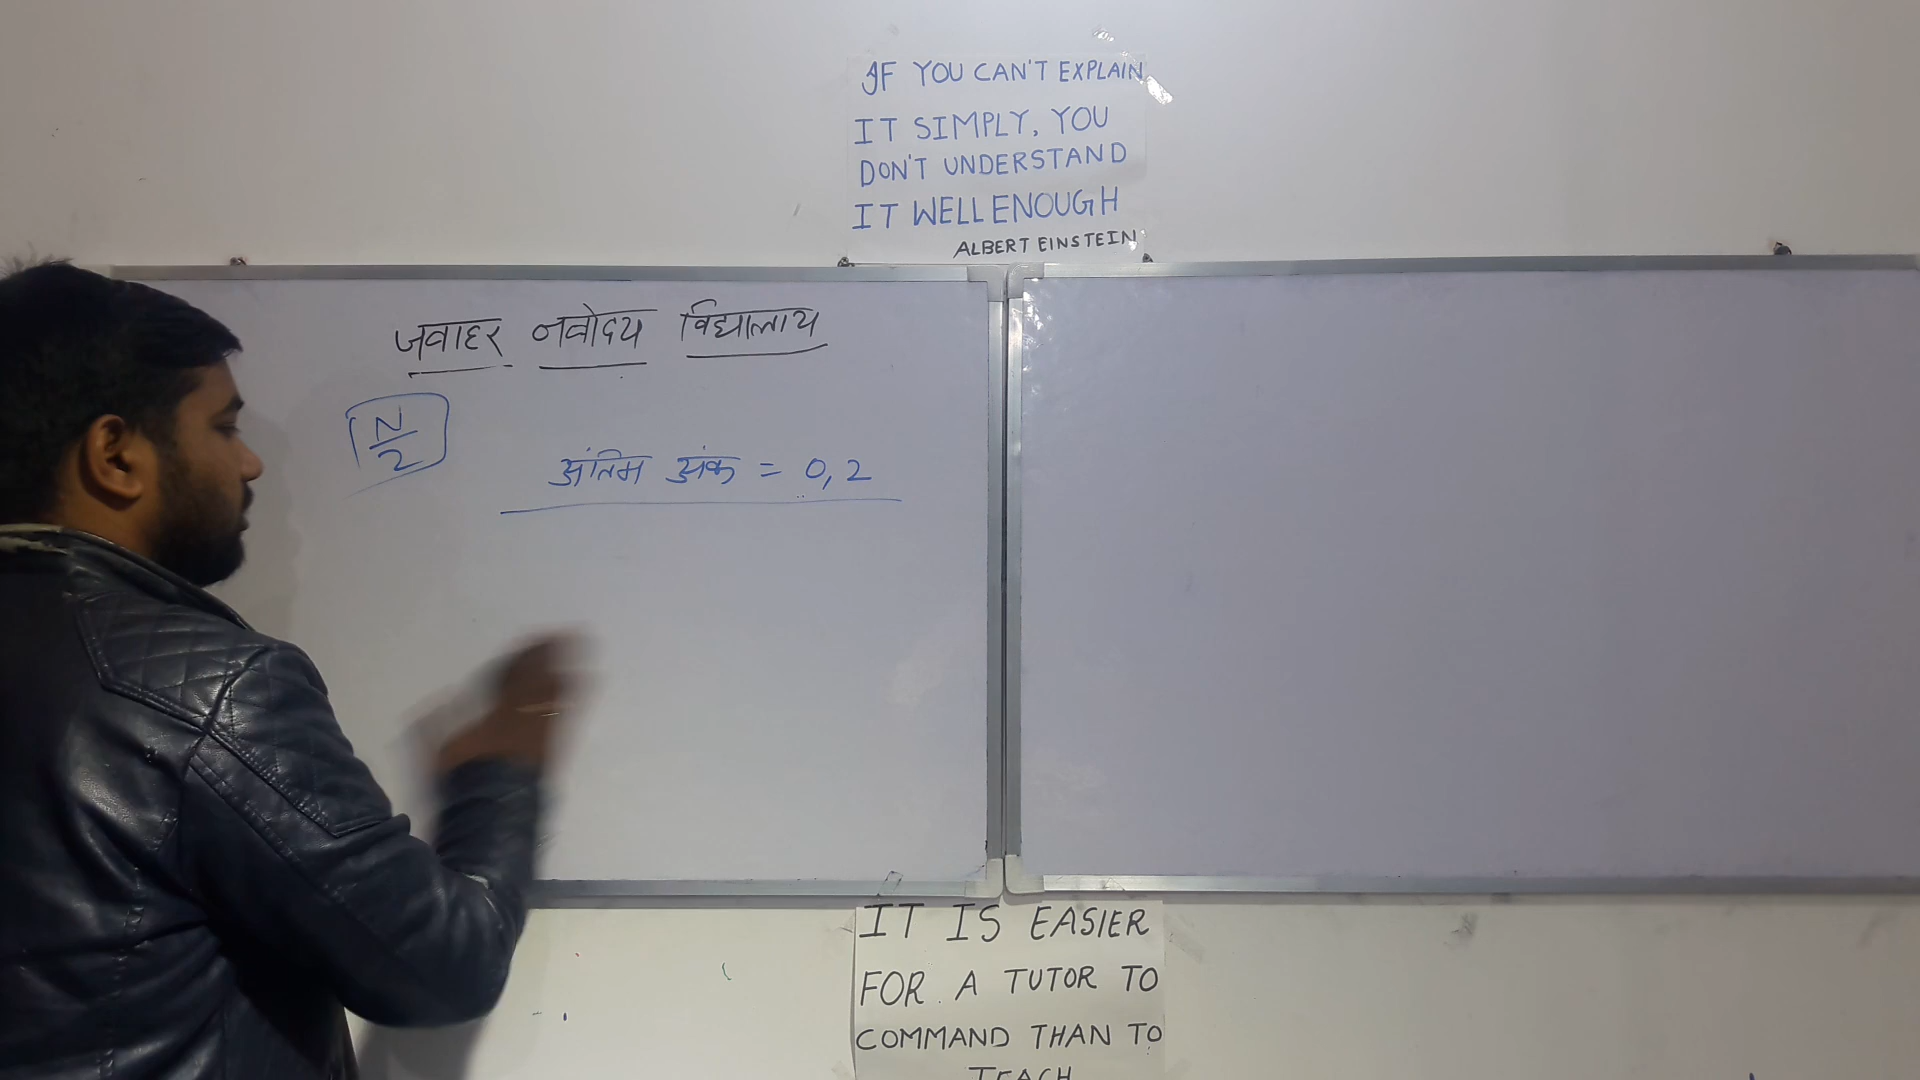 IF YOU CAN'T EXPLAIN
IT SIMPLY, YOU
DON'T UNDERSTAND
IT WELL ENOUGH
ALBERT EINSTEIN
जवाहर नवोदय विद्यालाय
N/2
अंतिम अंक = 0, 2
IT IS EASIER
FOR A TUTOR TO
COMMAND THAN TO
TEACH